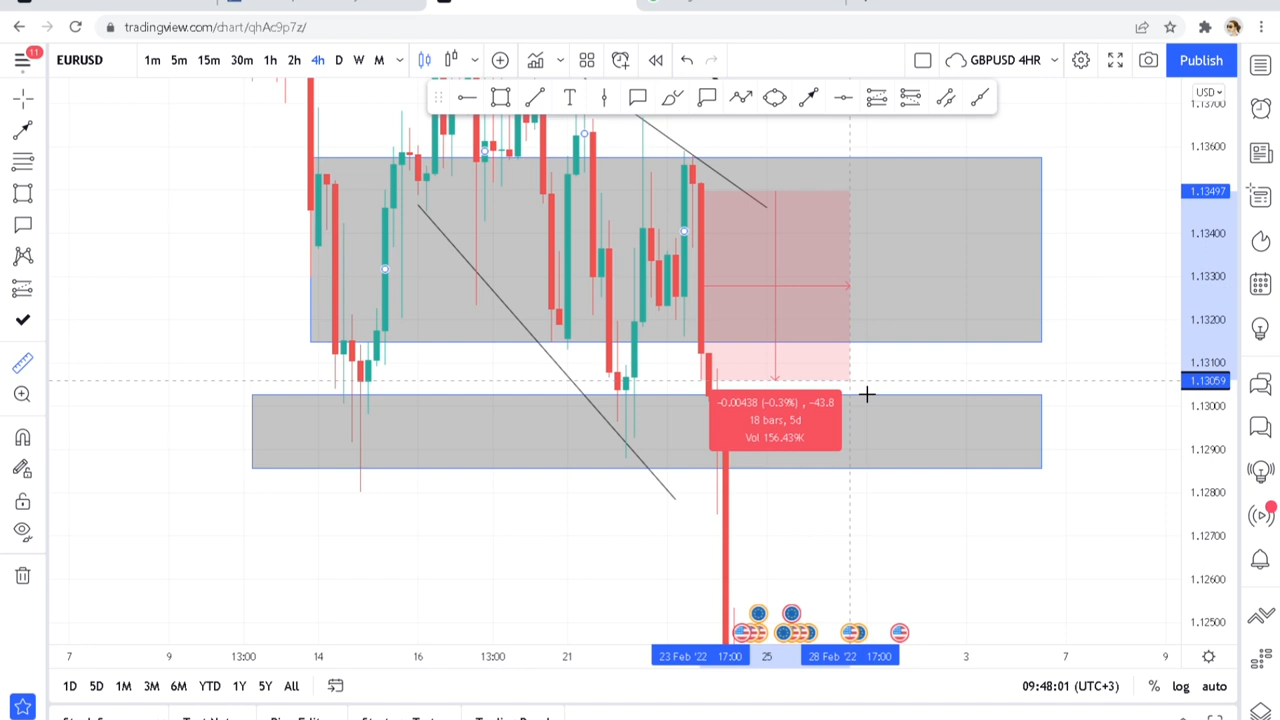 tradingview.com/chart/qhAc9p7z/
11
EURUSD
1m 5m 15m 30m 1h 2h 4h D W M
GBPUSD 4HR
Publish
USD
1.13700
1.13600
1.13497
1.13400
1.13300
1.13200
1.13100
1.13059
1.13000
1.12900
1.12800
1.12700
1.12600
1.12500
-0.00438 (-0.39%) , -43.8
18 bars, 5d
Vol 156.439K
7 9 13:00 14 16 13:00 21 23 Feb '22 17:00 25 28 Feb '22 17:00 3 7 9
1D 5D 1M 3M 6M YTD 1Y 5Y All
09:48:01 (UTC+3) % log auto